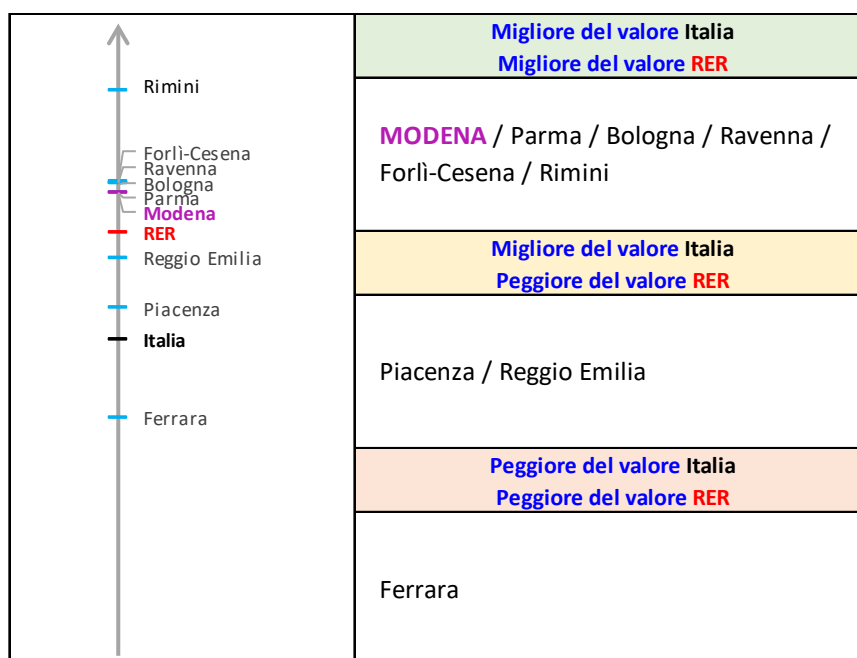 Rimini
Forlì-Cesena
Ravenna
Bologna
Parma
Modena
RER
Reggio Emilia
Piacenza
Italia
Ferrara
Migliore del valore Italia
Migliore del valore RER
MODENA / Parma / Bologna / Ravenna /
Forlì-Cesena / Rimini
Migliore del valore Italia
Peggiore del valore RER
Piacenza / Reggio Emilia
Peggiore del valore Italia
Peggiore del valore RER
Ferrara